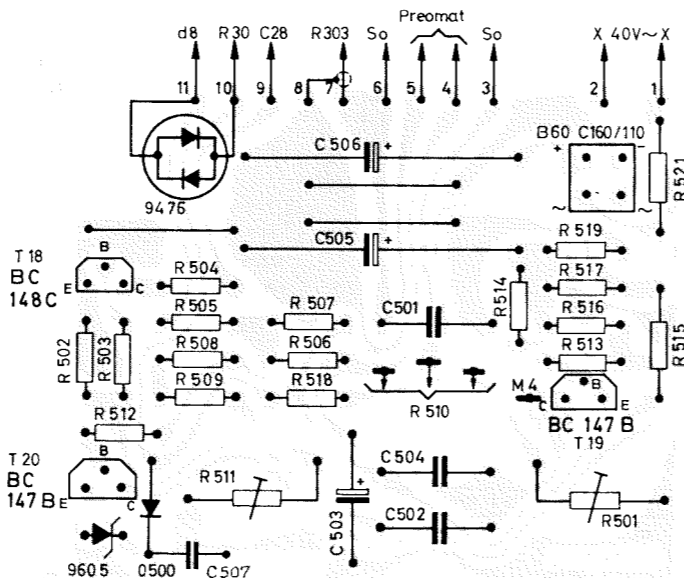 Preomat
d8 R30 C28 R303 So So X 40V~ X
11 10 9 8 7 6 5 4 3 2 1
B60 C160/110
+ -
~ ~
C506 +
9476
R521
C505 +
R519
T18
BC
148C
B
E C
R504
R517
R505 R507 C501 R514 R516
R502 R503 R508 R506 R513 R515
R509 R518
R510
M4
B
C E
BC 147 B
T19
R512
T20
BC
147B
B
E C
R511
C503 +
C504
C502
R501
9605 0500 C507